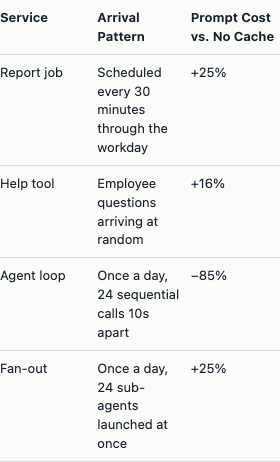 Service
Arrival Pattern
Prompt Cost vs. No Cache
Report job
Scheduled
every 30
minutes
through the
workday
+25%
Help tool
Employee
questions
arriving at
random
+16%
Agent loop
Once a day,
24 sequential
calls 10s
apart
−85%
Fan-out
Once a day,
24 sub-
agents
launched at
once
+25%